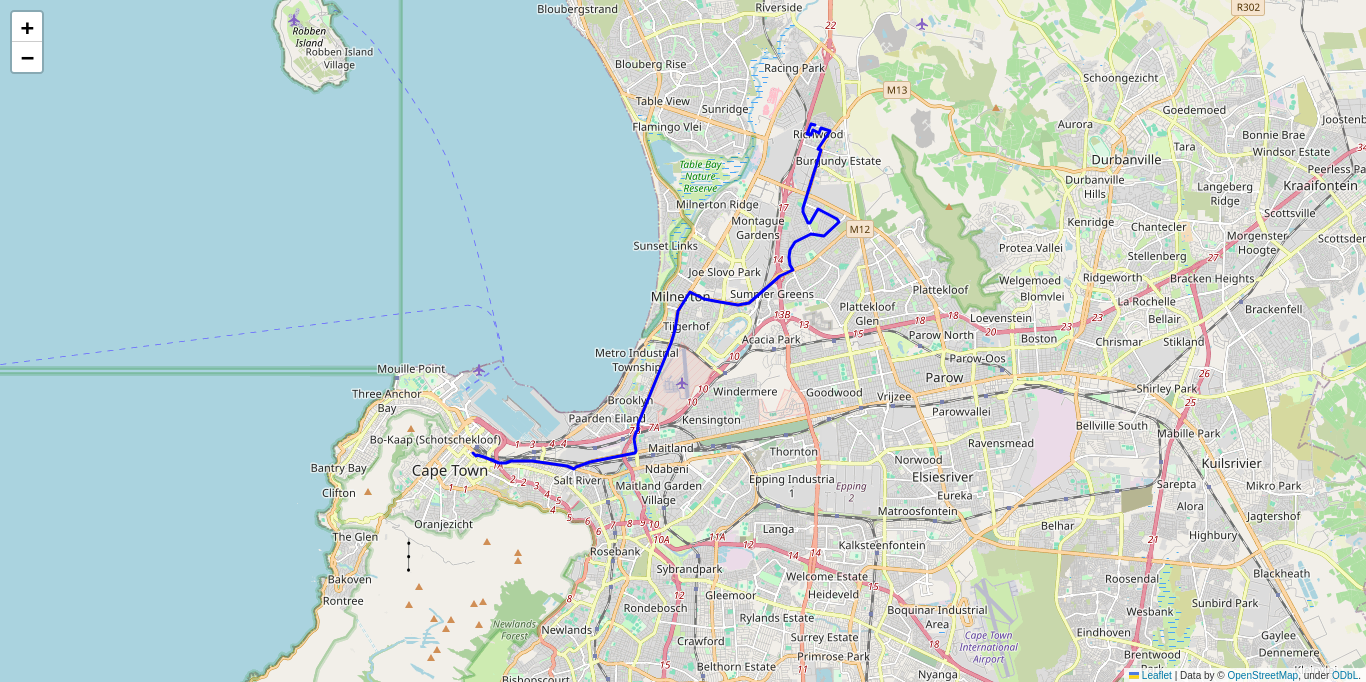 +
−
Robben
Island
Robben Island
Village
Bloubergstrand
Riverside
22
R302
Racing Park
Blouberg Rise
Schoongezicht
M13
Table View
Sunridge
Goedemoed
Flamingo Vlei
Aurora
Richwood
Bonnie Brae
Tara
Windsor Estate
34
Table Bay
Nature
Reserve
Burgundy Estate
Durbanville
Peerless Pa
Durbanville
Hills
Langeberg
Ridge
Kraaifontein
Milnerton Ridge
17
Montague
Gardens
Kenridge
Chantecler
Scottsville
M12
Morgenster
Hoogte
Scottsden
Sunset Links
Protea Vallei
Stellenberg
14
Joe Slovo Park
Welgemoed
Ridgeworth
Bracken Heights
Milnerton
Summer Greens
Plattekloof
Blomvlei
La Rochelle
Plattekloof
Glen
Brackenfell
13B
13
18
18
Loevenstein
23
23
Bellair
Tijgerhof
15
20
Acacia Park
Parow North
Boston
Chrismar
Stikland
Metro Industrial
Township
10
Parow-Oos
26
Mouille Point
Parow
Three Anchor
Bay
10
Windermere
Goodwood
Vrijzee
Shirley Park
25
Brooklyn
10
Parowvallei
Paarden Eiland
Kensington
7A
Bellville South
Mabille Park
Bo-Kaap (Schotschekloof)
1
3
4
4
Maitland
Ravensmead
Thornton
Norwood
Kuilsrivier
Bantry Bay
Cape Town
Ndabeni
Salt River
Epping Industria
1
Elsiesriver
Sarepta
Mikro Park
Clifton
1
1
2
2
3
Maitland Garden
Village
Epping
2
Eureka
4
5
Matroosfontein
Alora
Jagtershof
Oranjezicht
5
6
6
7
8
9
10
Langa
Belhar
The Glen
10A
11A
12
Highbury
21
Rosebank
14
14
Kalksteenfontein
Sybrandpark
Bakoven
Welcome Estate
Roosendal
Blackheath
Rontree
8
12
Gleemoor
Heideveld
Rondebosch
Boquinar Industrial
Area
Wesbank
Sunbird Park
Newlands
Forest
Newlands
Rylands Estate
Crawford
Surrey Estate
Cape Town
International
Airport
Eindhoven
Gaylee
15
Primrose Park
18
Brentwood
Park
Dennemere
Belthorn Estate
Nyanga
Bishopscourt
Leaflet | Data by © OpenStreetMap, under ODbL.